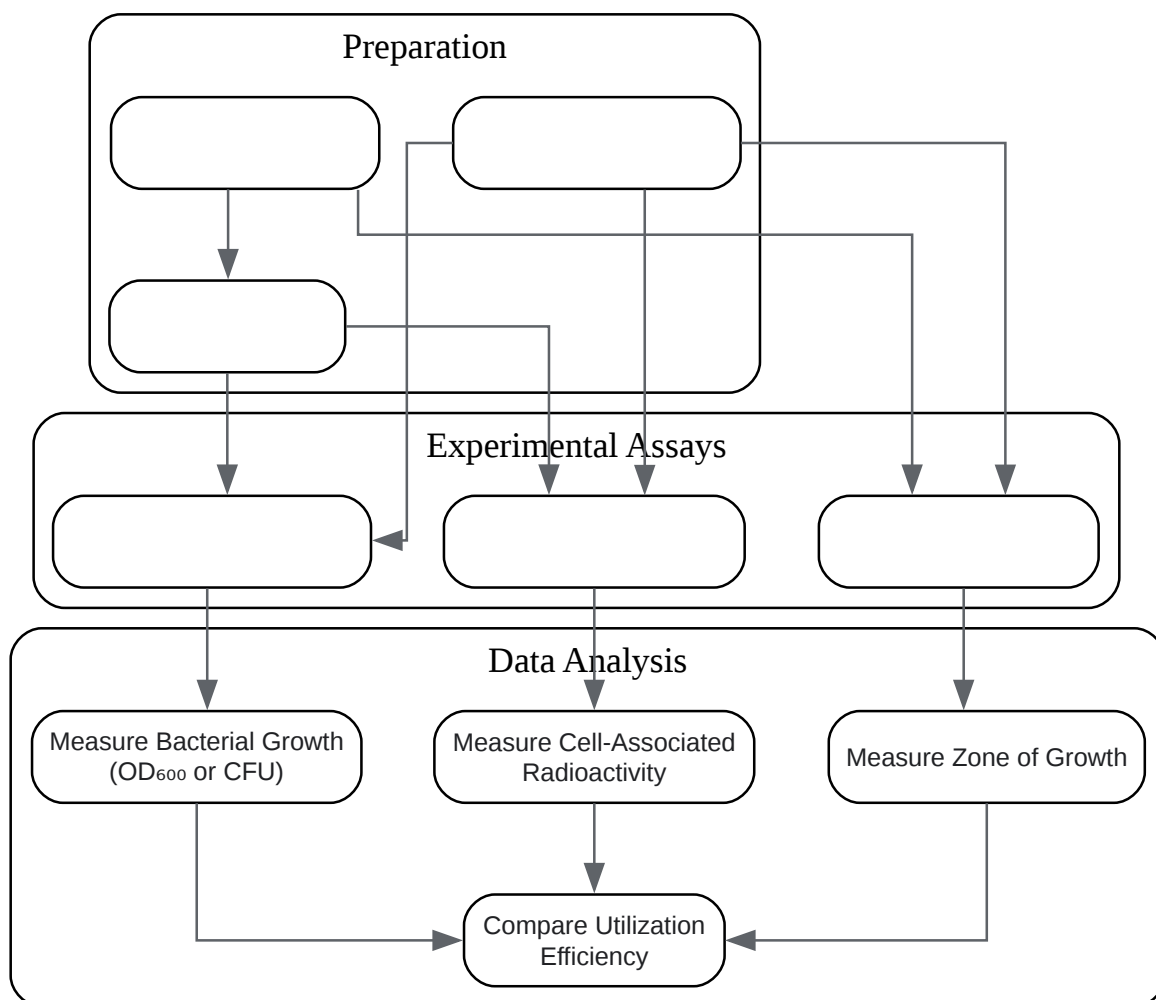 Preparation
Experimental Assays
Data Analysis
Measure Bacterial Growth
(OD₆₀₀ or CFU)
Measure Cell-Associated
Radioactivity
Measure Zone of Growth
Compare Utilization
Efficiency